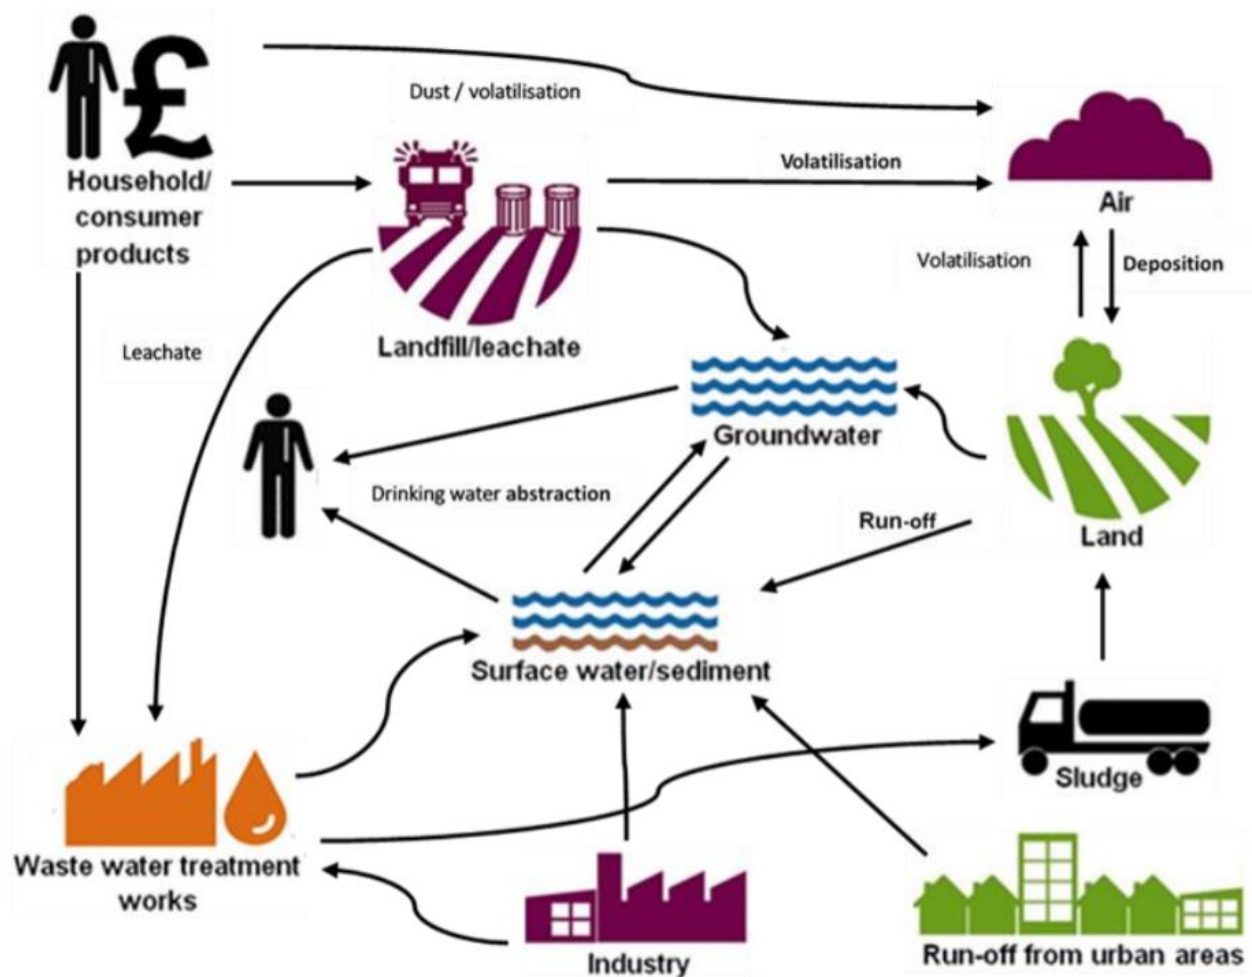 £
Dust / volatilisation
Household/
consumer
products
Volatilisation
Air
Volatilisation
Deposition
Landfill/leachate
Leachate
Groundwater
Drinking water abstraction
Run-off
Land
Surface water/sediment
Sludge
Waste water treatment
works
Industry
Run-off from urban areas